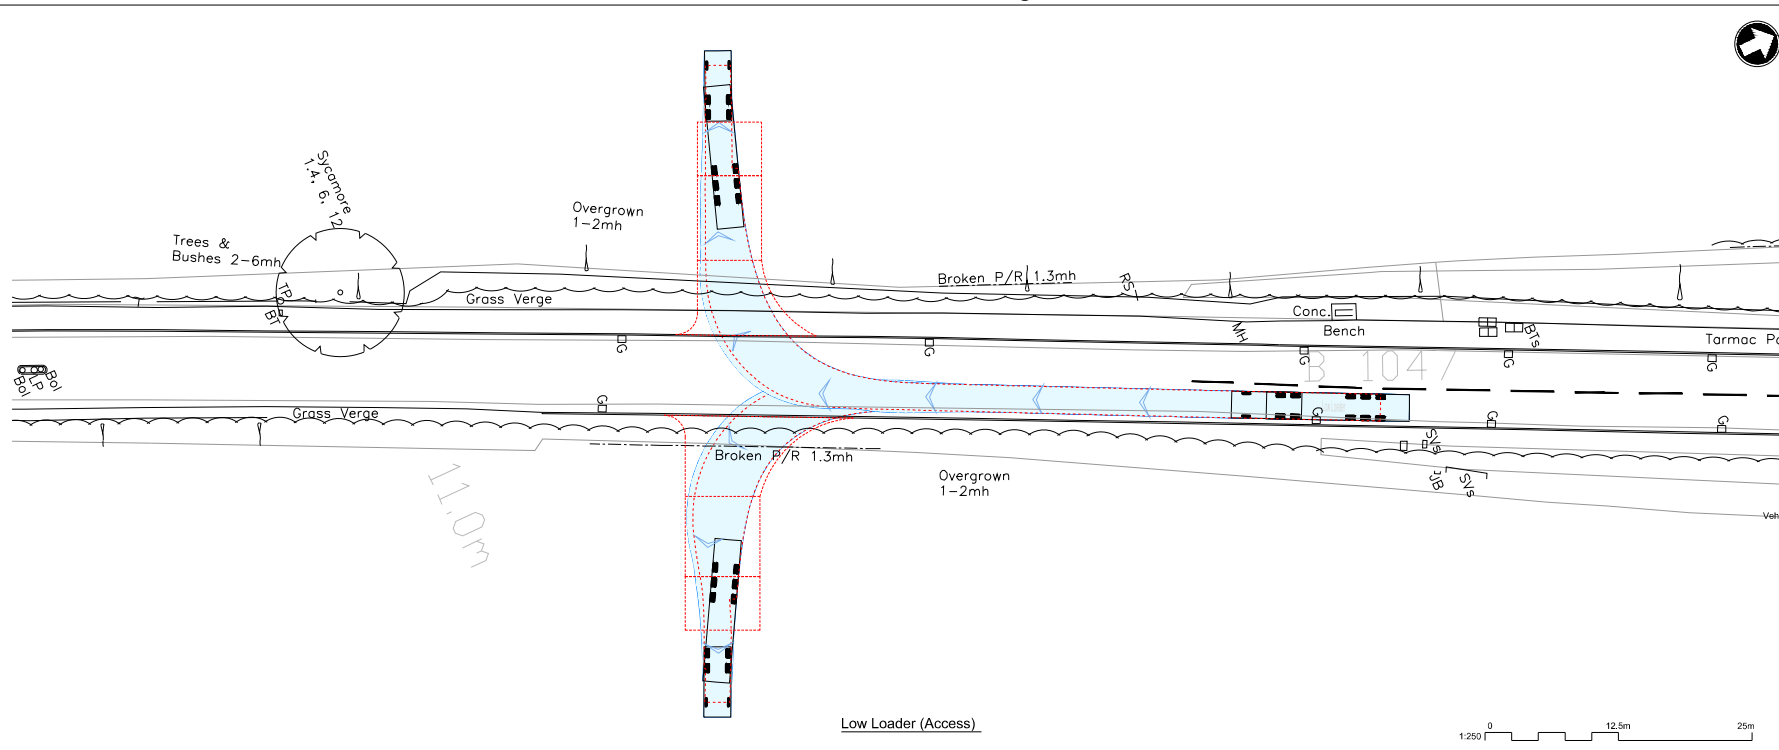 Sycamore
1.4, 6, 12
Overgrown
1-2mh
Trees &
Bushes 2-6mh
Broken P/R 1.3mh
RS
TP
BT
Grass Verge
Conc.
Bench
MH
BTs
Tarmac Pa
G
G
G
G
G
B 1047
Bol
LP
Bol
G
Grass Verge
G
G
G
Broken P/R 1.3mh
SVs
Overgrown
1-2mh
JB
SVs
11.0m
Veh
Low Loader (Access)
0 12.5m 25m
1:250